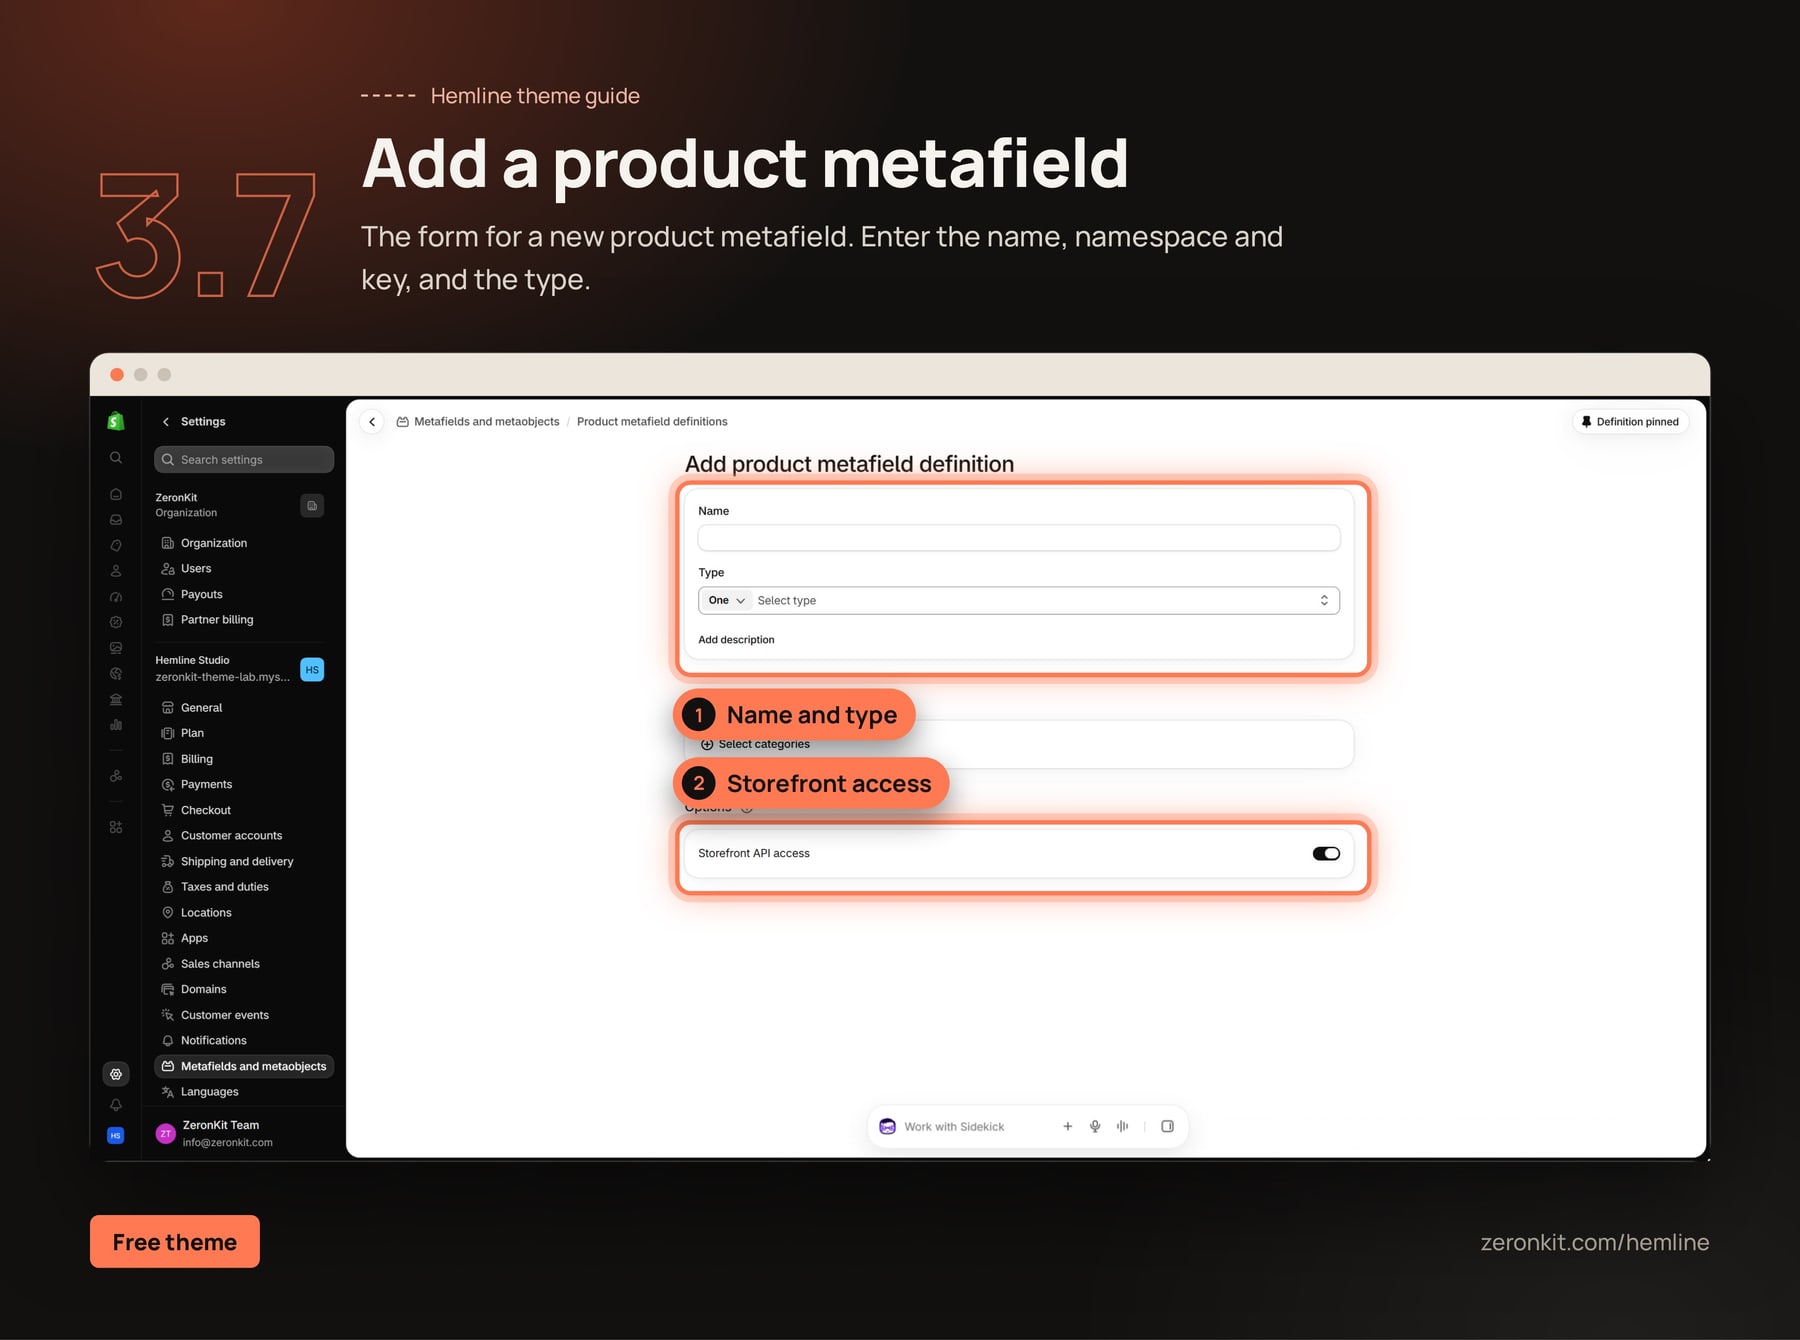 Hemline theme guide
3.7
Add a product metafield
The form for a new product metafield. Enter the name, namespace and
key, and the type.
Settings
Search settings
ZeronKit
Organization
Organization
Users
Payouts
Partner billing
Hemline Studio
zeronkit-theme-lab.mys...
HS
General
Plan
Billing
Payments
Checkout
Customer accounts
Shipping and delivery
Taxes and duties
Locations
Apps
Sales channels
Domains
Customer events
Notifications
Metafields and metaobjects
Languages
HS
ZT
ZeronKit Team
info@zeronkit.com
Metafields and metaobjects / Product metafield definitions
Definition pinned
Add product metafield definition
Name
Type
One Select type
Add description
1 Name and type
Select categories
2 Storefront access
Options
Storefront API access
Work with Sidekick
Free theme
zeronkit.com/hemline